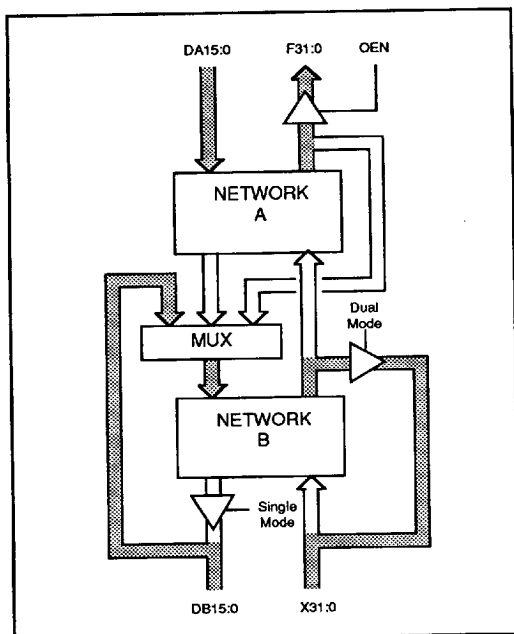 DA15:0 F31:0 OEN
NETWORK
A
Dual
Mode
MUX
NETWORK
B
Single
Mode
DB15:0 X31:0